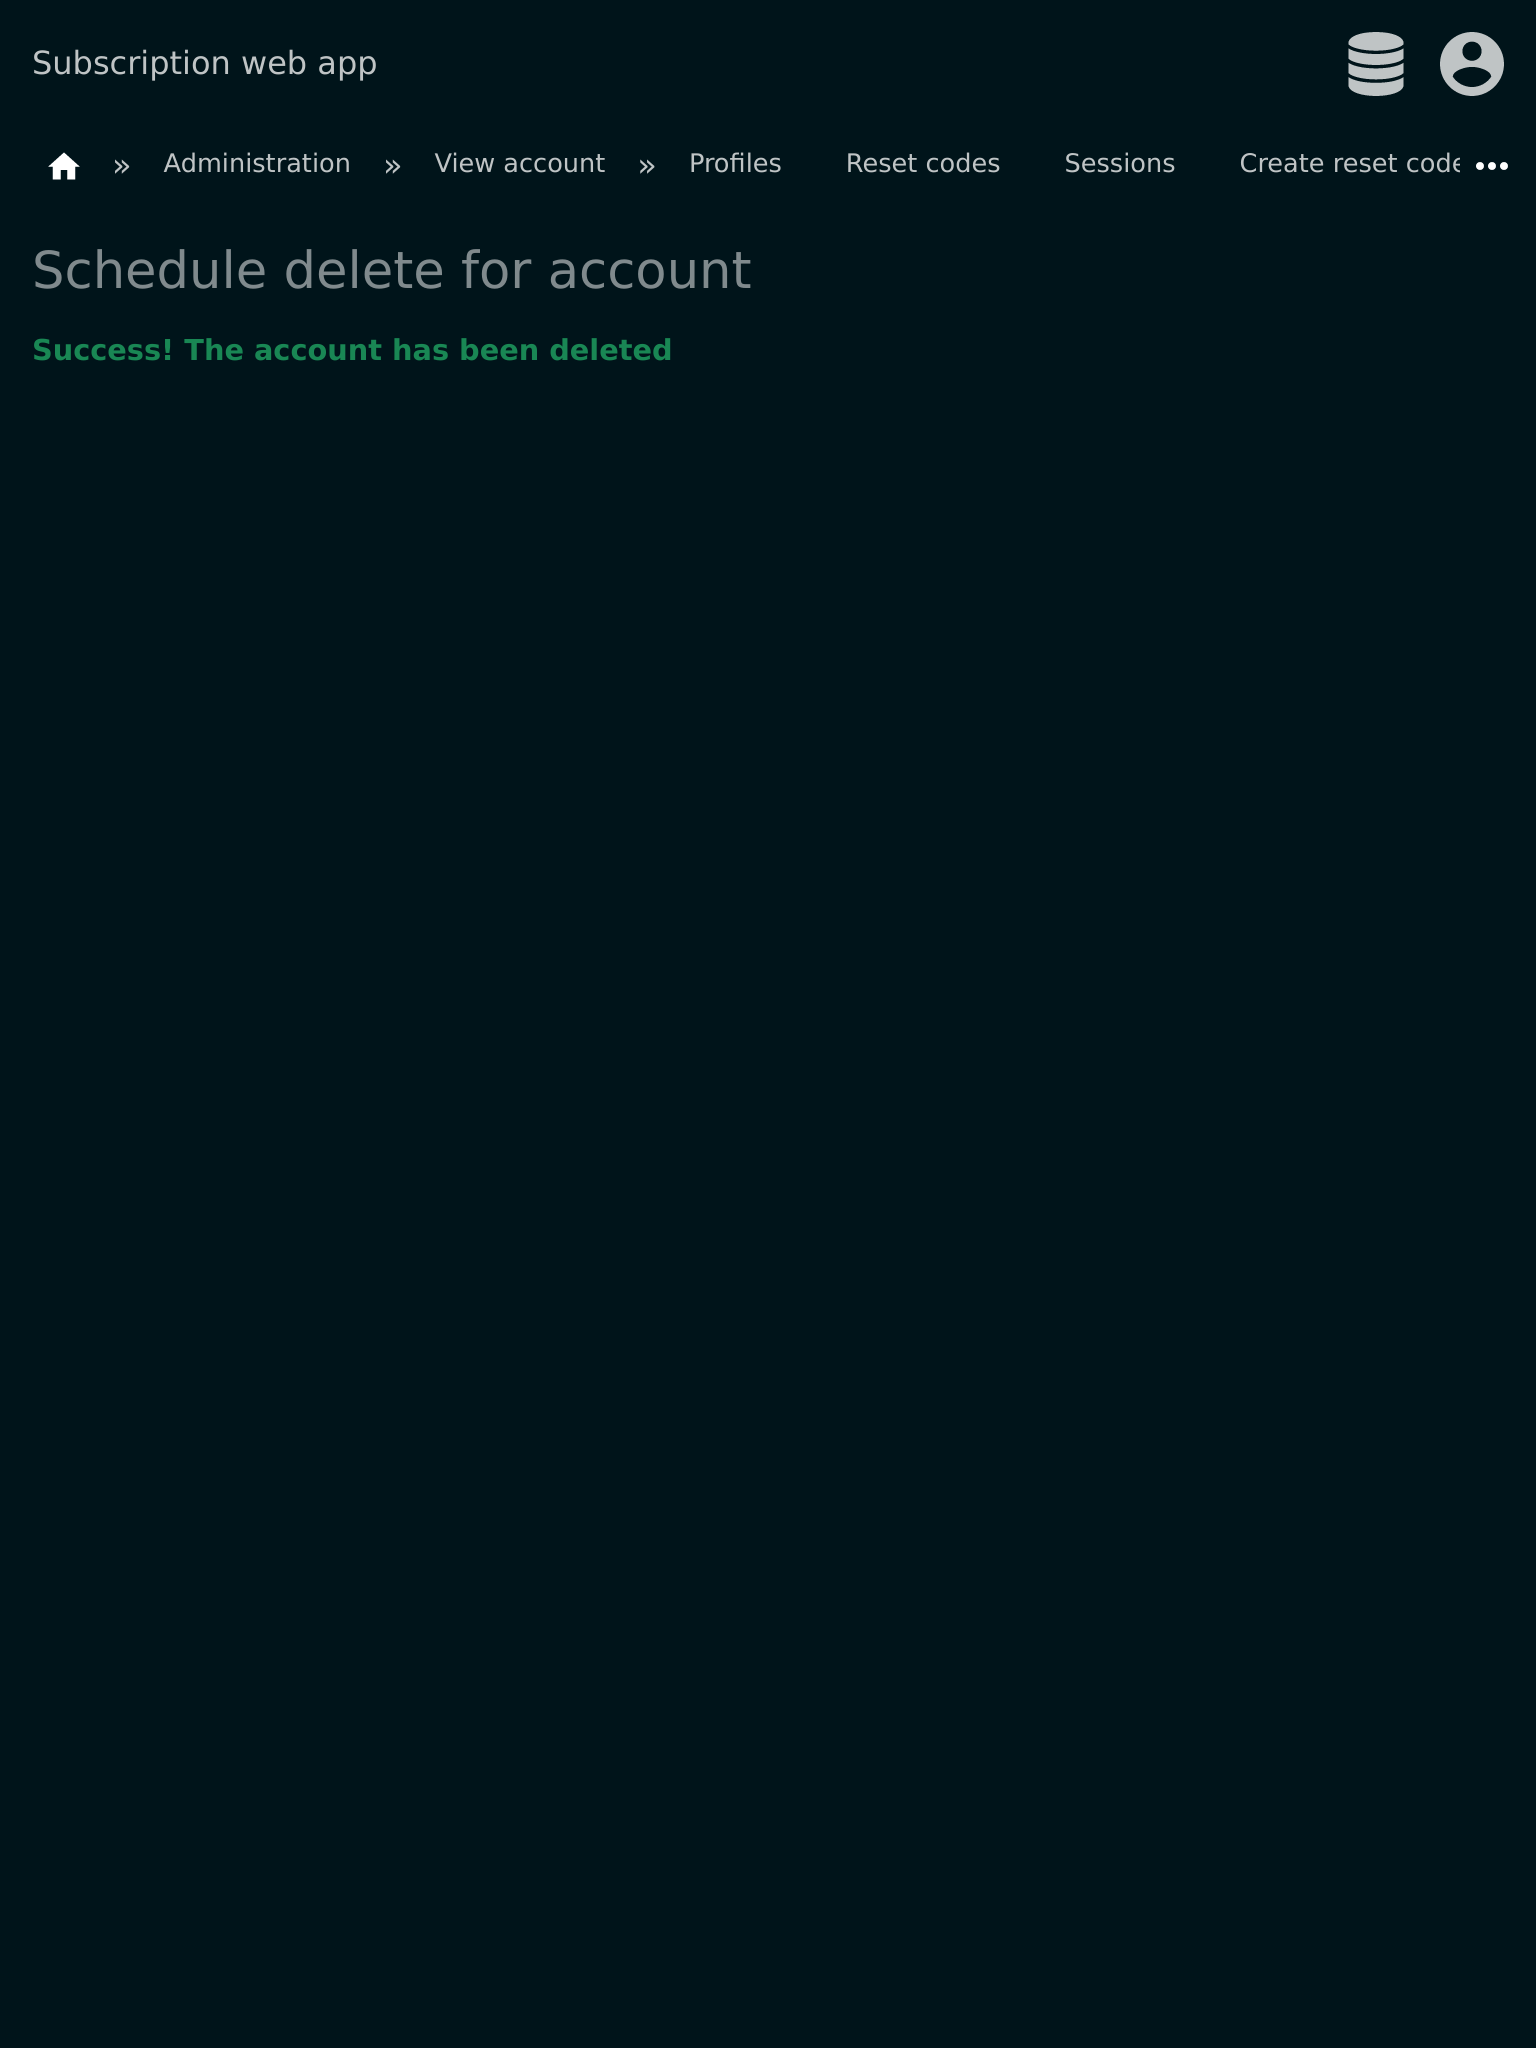 Subscription web app
» Administration » View account » Profiles Reset codes Sessions Create reset code
Schedule delete for account
Success! The account has been deleted